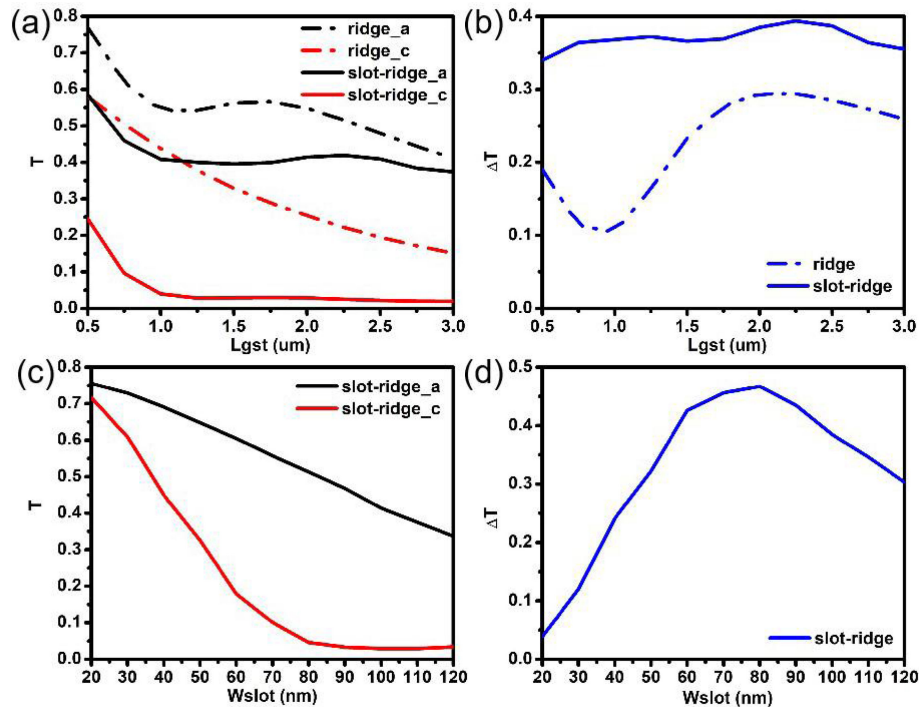 (a)
0.8
0.7
0.6
0.5
0.4
0.3
0.2
0.1
0.0
T
ridge_a
ridge_c
slot-ridge_a
slot-ridge_c
0.5 1.0 1.5 2.0 2.5 3.0
Lgst (um)
(b)
0.4
0.3
0.2
0.1
0.0
ΔT
ridge
slot-ridge
0.5 1.0 1.5 2.0 2.5 3.0
Lgst (um)
(c)
0.8
0.7
0.6
0.5
0.4
0.3
0.2
0.1
0.0
T
slot-ridge_a
slot-ridge_c
20 30 40 50 60 70 80 90 100 110 120
Wslot (nm)
(d)
0.5
0.4
0.3
0.2
0.1
0.0
ΔT
slot-ridge
20 30 40 50 60 70 80 90 100 110 120
Wslot (nm)